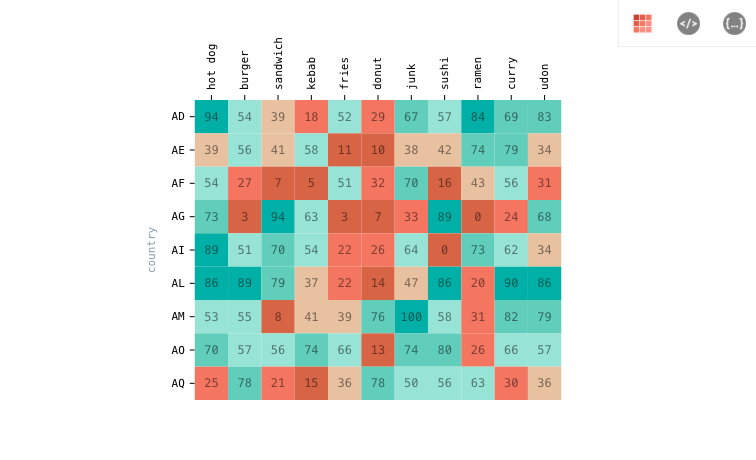 </>
{...}
hot dog burger sandwich kebab fries donut junk sushi ramen curry udon
country
AD 94 54 39 18 52 29 67 57 84 69 83
AE 39 56 41 58 11 10 38 42 74 79 34
AF 54 27 7 5 51 32 70 16 43 56 31
AG 73 3 94 63 3 7 33 89 0 24 68
AI 89 51 70 54 22 26 64 0 73 62 34
AL 86 89 79 37 22 14 47 86 20 90 86
AM 53 55 8 41 39 76 100 58 31 82 79
AO 70 57 56 74 66 13 74 80 26 66 57
AQ 25 78 21 15 36 78 50 56 63 30 36